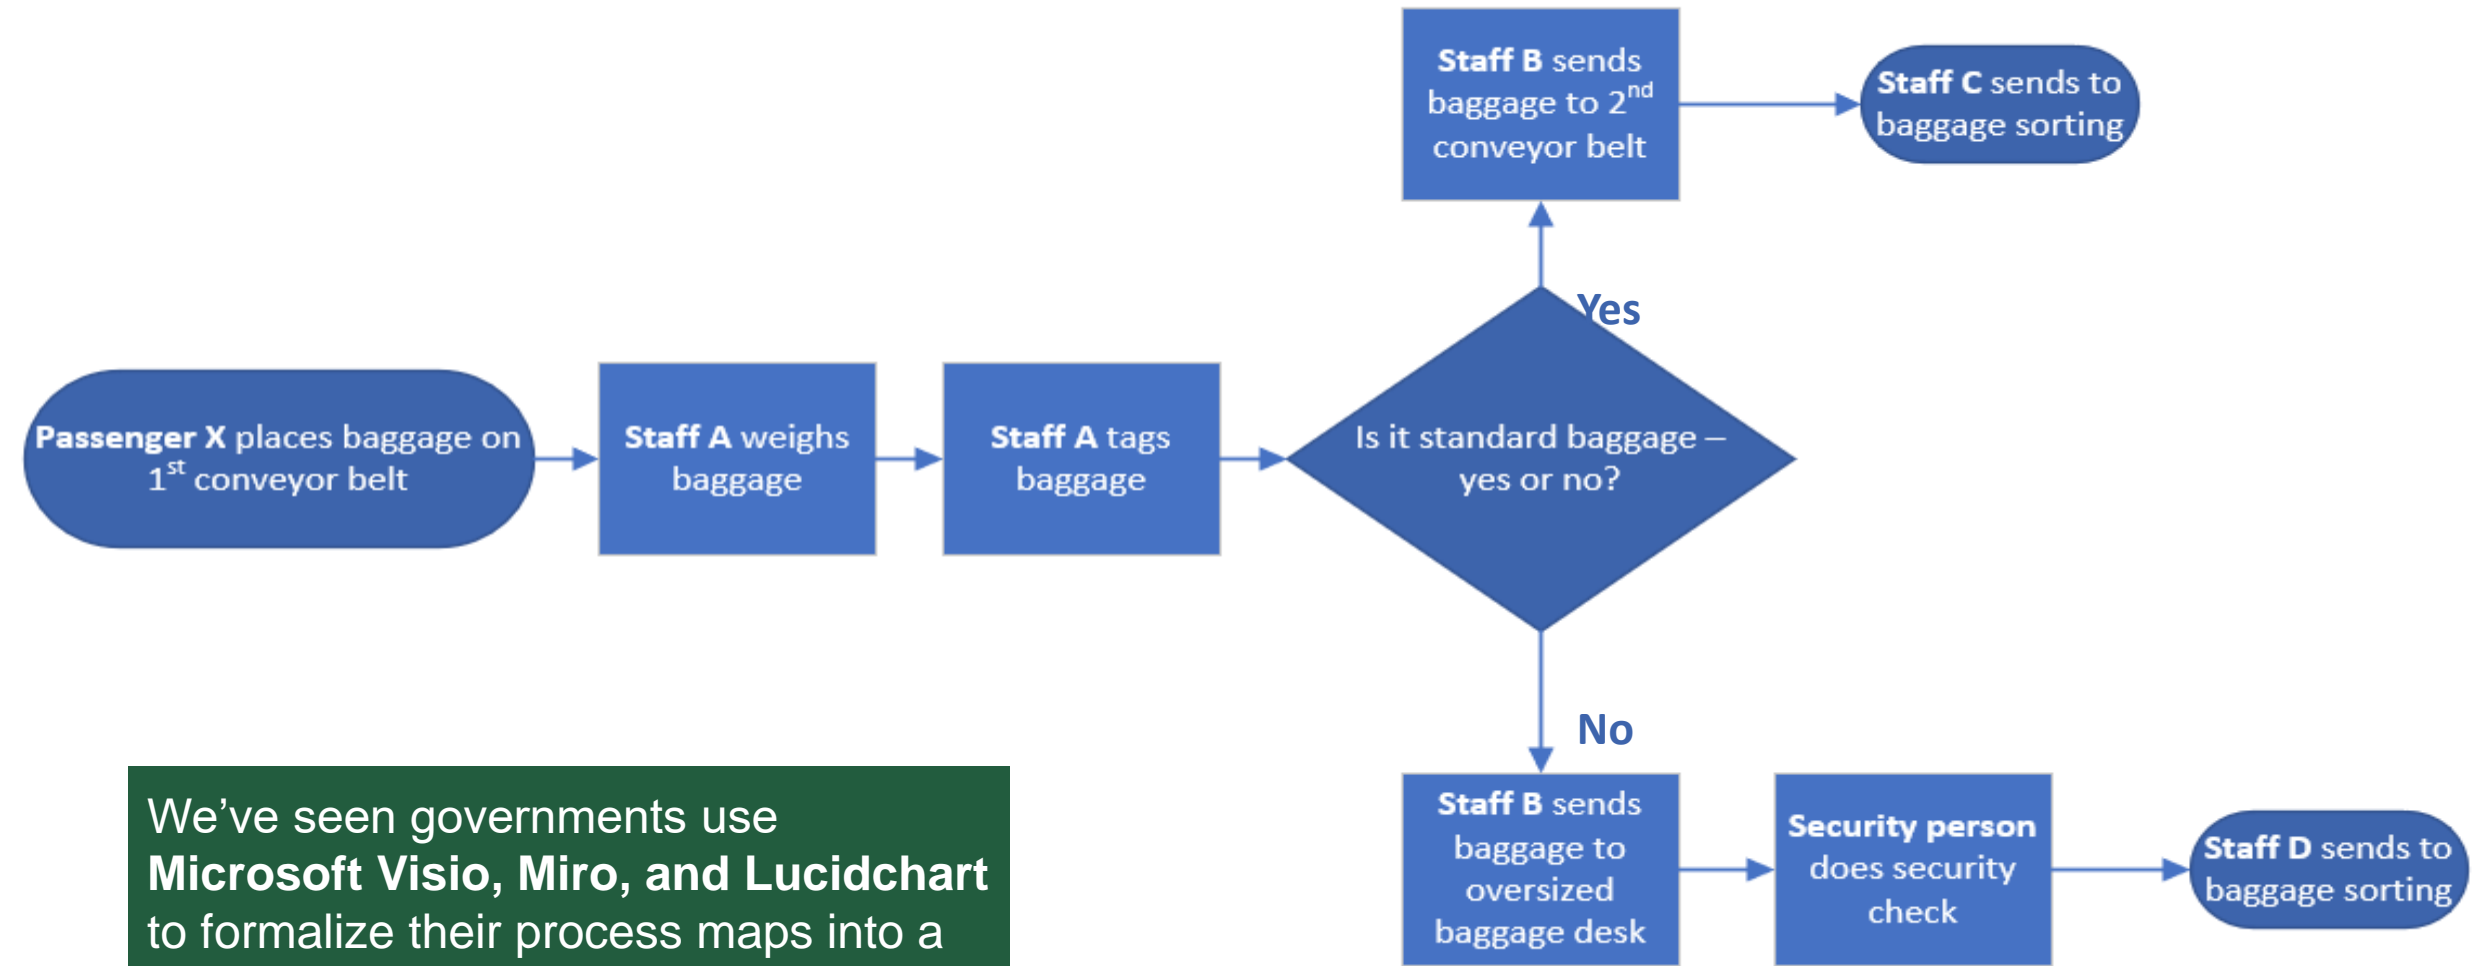 Staff B sends
baggage to 2nd
conveyor belt
Staff C sends to
baggage sorting
Yes
Passenger X places baggage on
1st conveyor belt
Staff A weighs
baggage
Staff A tags
baggage
Is it standard baggage –
yes or no?
No
Staff B sends
baggage to
oversized
baggage desk
Security person
does security
check
Staff D sends to
baggage sorting
We’ve seen governments use
Microsoft Visio, Miro, and Lucidchart
to formalize their process maps into a